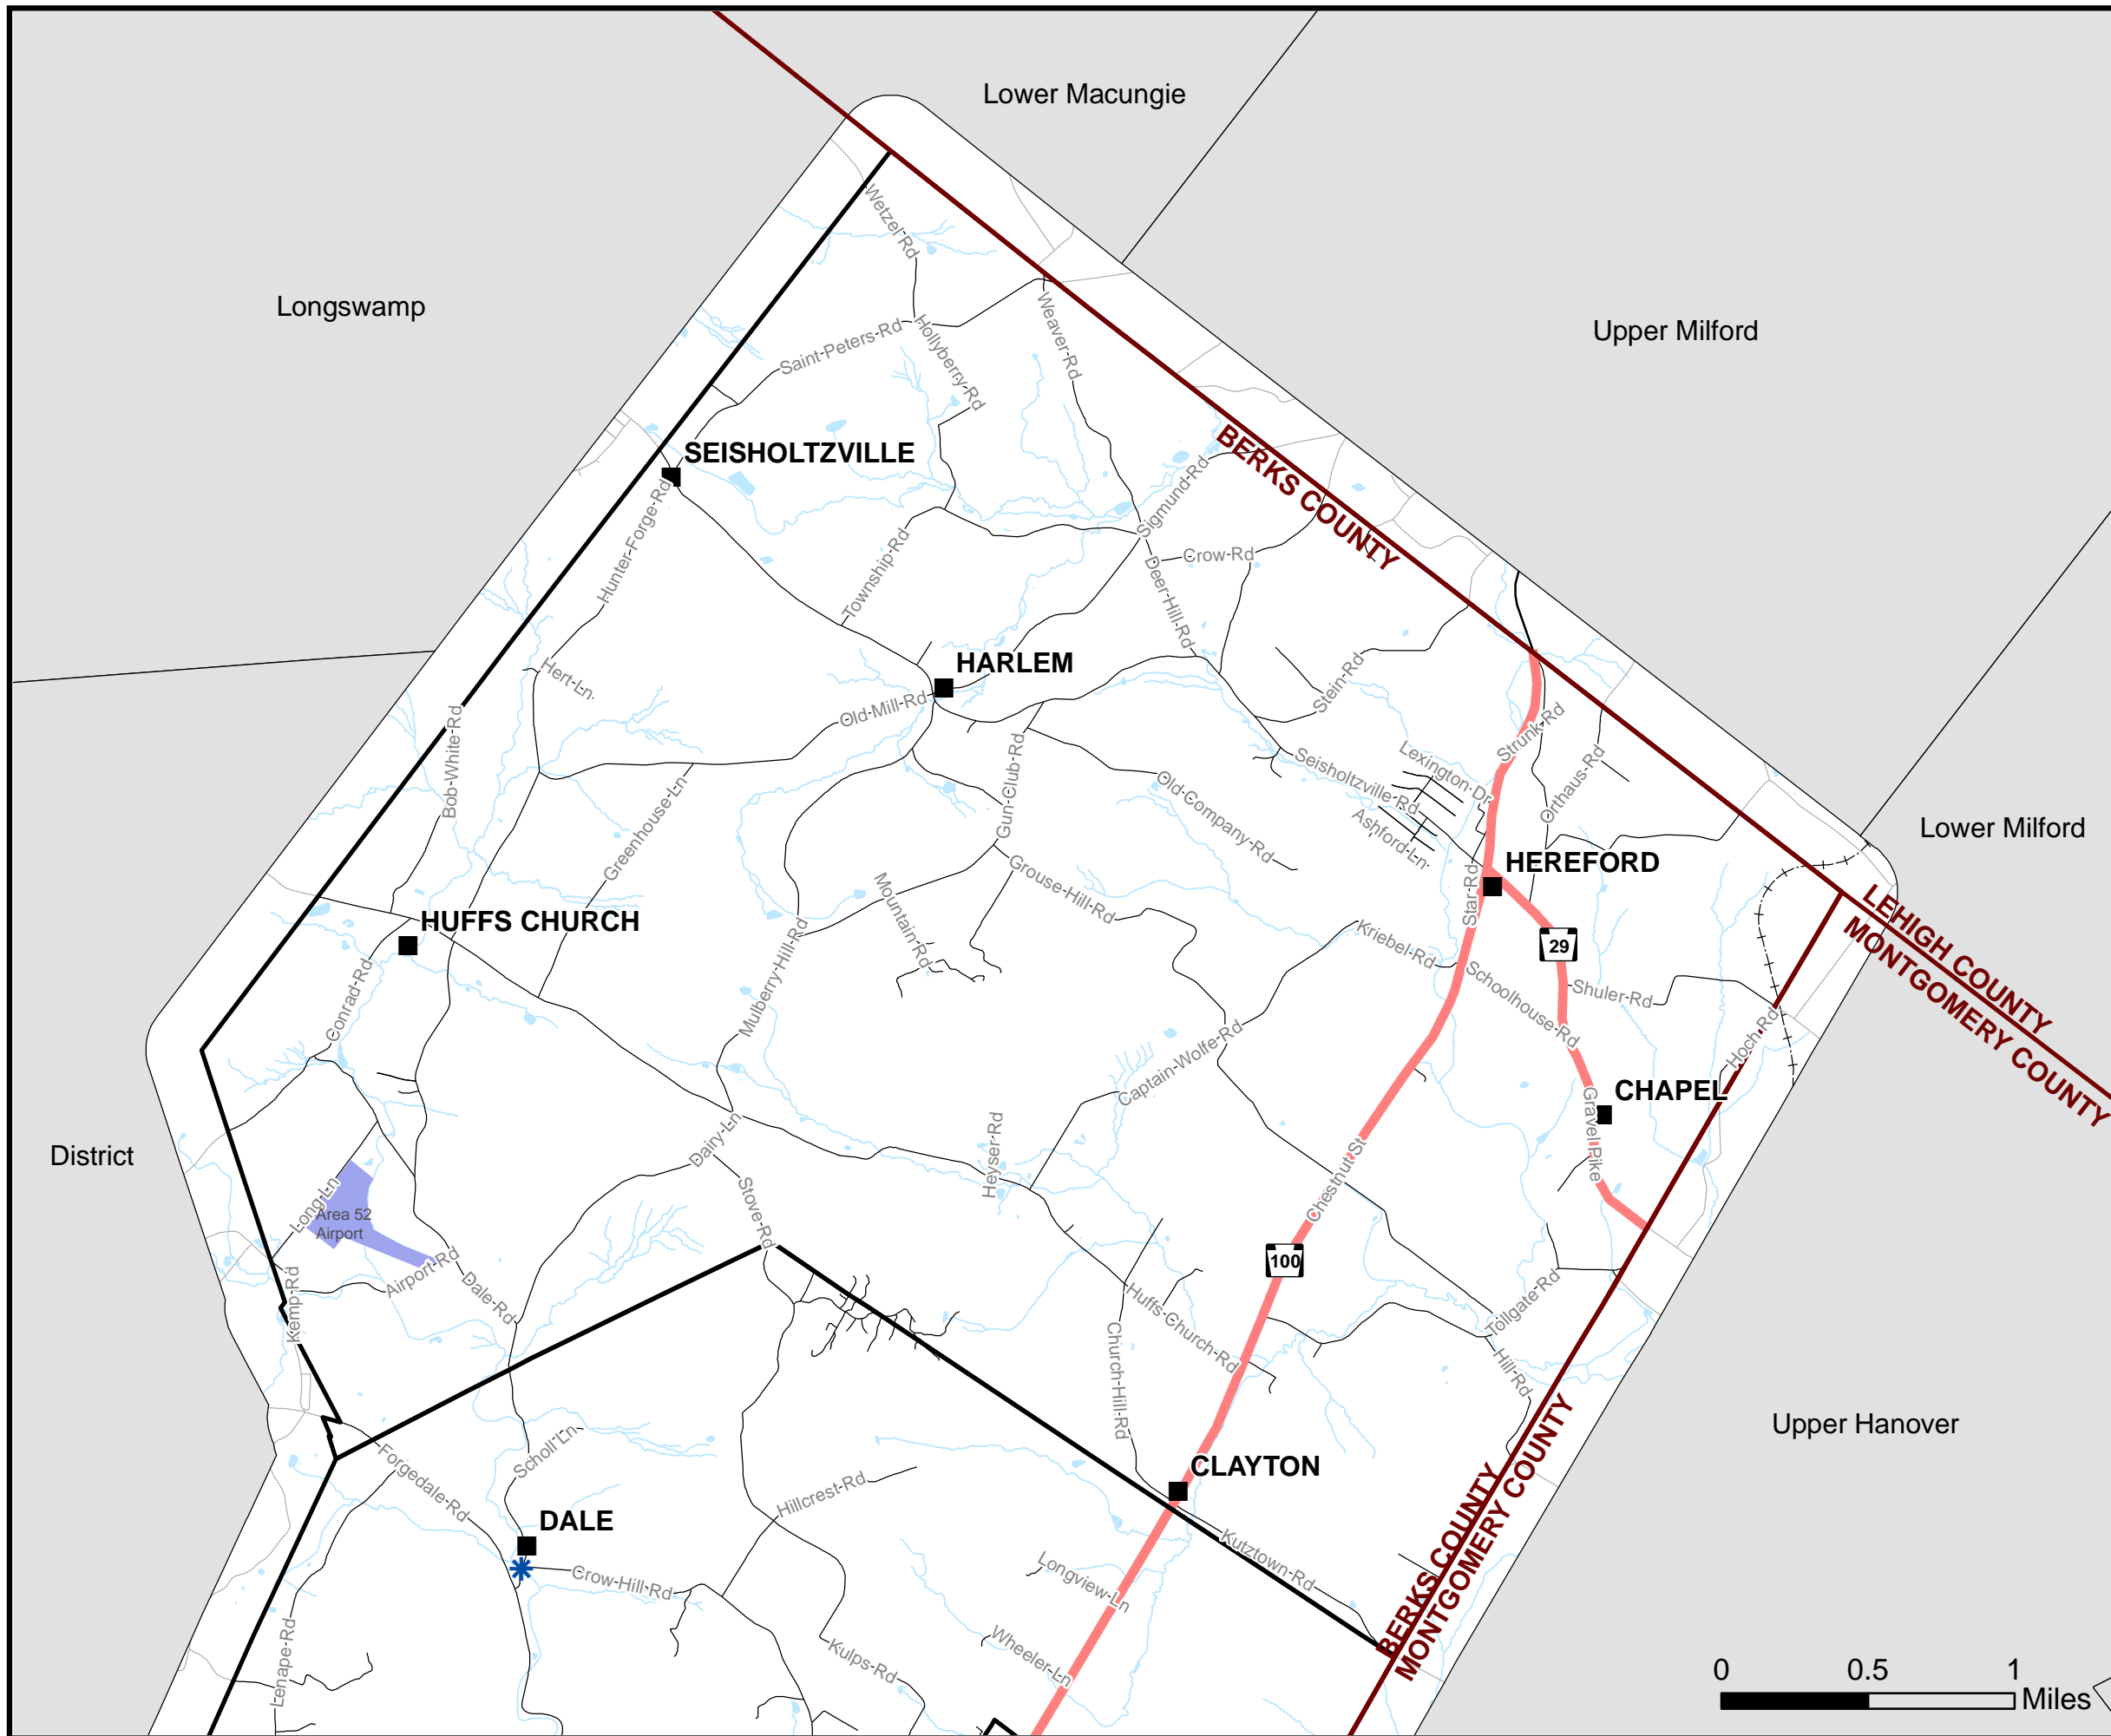 Lower Macungie
Longswamp
Upper Milford
Wetzel Rd
Saint Peters Rd
Hollyberry Rd
Weaver Rd
SEISHOLTZVILLE
BERKS COUNTY
Sigmund Rd
Hunter Forge Rd
Township Rd
Crow Rd
Deer Hill Rd
HARLEM
Hert Ln
Old Mill Rd
Stein Rd
Bob White Rd
Strunk Rd
Gun Club Rd
Lexington Dr
Seisholtzville Rd
Orthaus Rd
Old Company Rd
Ashford Ln
Greenhouse Ln
Lower Milford
HEREFORD
Grouse Hill Rd
Star Rd
Mountain Rd
HUFFS CHURCH
LEHIGH COUNTY
MONTGOMERY COUNTY
Kriebel Rd
29
Mulberry Hill Rd
Conrad Rd
Schoolhouse Rd
Shuler Rd
Hoch Rd
Captain Wolfe Rd
CHAPEL
Gravel Pike
Dairy Ln
Heyser Rd
District
Chestnut St
Long Ln
Area 52
Airport
Stove Rd
100
Airport Rd
Dale Rd
Kemp Rd
Huffs Church Rd
Tollgate Rd
Church Hill Rd
Hill Rd
Upper Hanover
Scholl Ln
Forgedale Rd
CLAYTON
Hillcrest Rd
DALE
BERKS COUNTY
MONTGOMERY COUNTY
Kutztown Rd
Crow Hill Rd
Longview Ln
Wheeler Ln
Kulps Rd
Lenape Rd
0 0.5 1
Miles